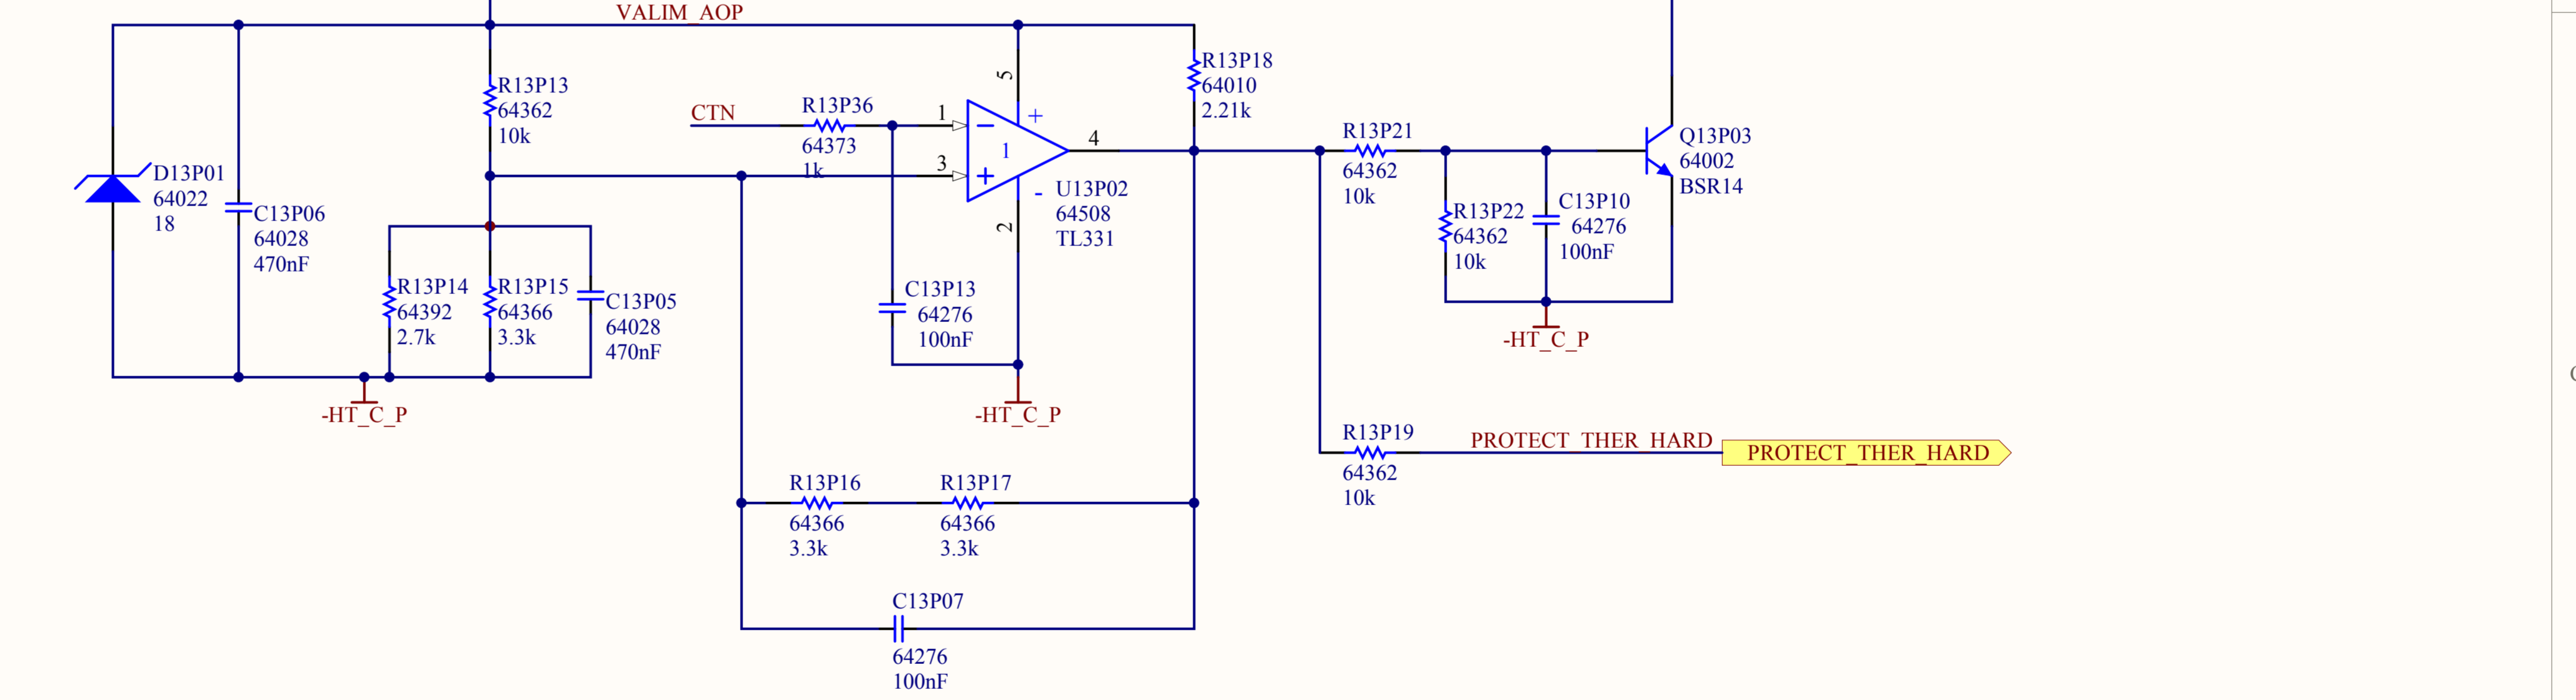 VALIM_AOP
R13P18
64010
2.21k
R13P13
64362
10k
CTN
R13P36
64373
1k
1
3
5
2
4
1
+
-
U13P02
64508
TL331
R13P21
64362
10k
Q13P03
64002
BSR14
D13P01
64022
18
C13P06
64028
470nF
R13P22
64362
10k
C13P10
64276
100nF
R13P14
64392
2.7k
R13P15
64366
3.3k
C13P05
64028
470nF
C13P13
64276
100nF
-HT_C_P
-HT_C_P
-HT_C_P
R13P19
64362
10k
PROTECT_THER_HARD
PROTECT_THER_HARD
R13P16
64366
3.3k
R13P17
64366
3.3k
C13P07
64276
100nF